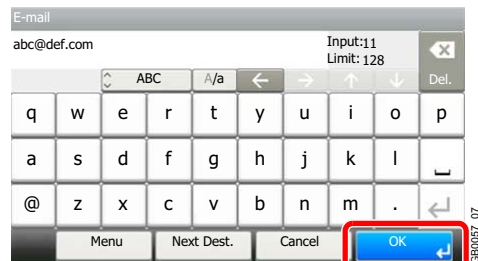 E-mail
abc@def.com
Input:11
Limit: 128
ABC A/a Del.
q w e r t y u i o p
a s d f g h j k l
@ z x c v b n m .
Menu Next Dest. Cancel OK
GB0057_07